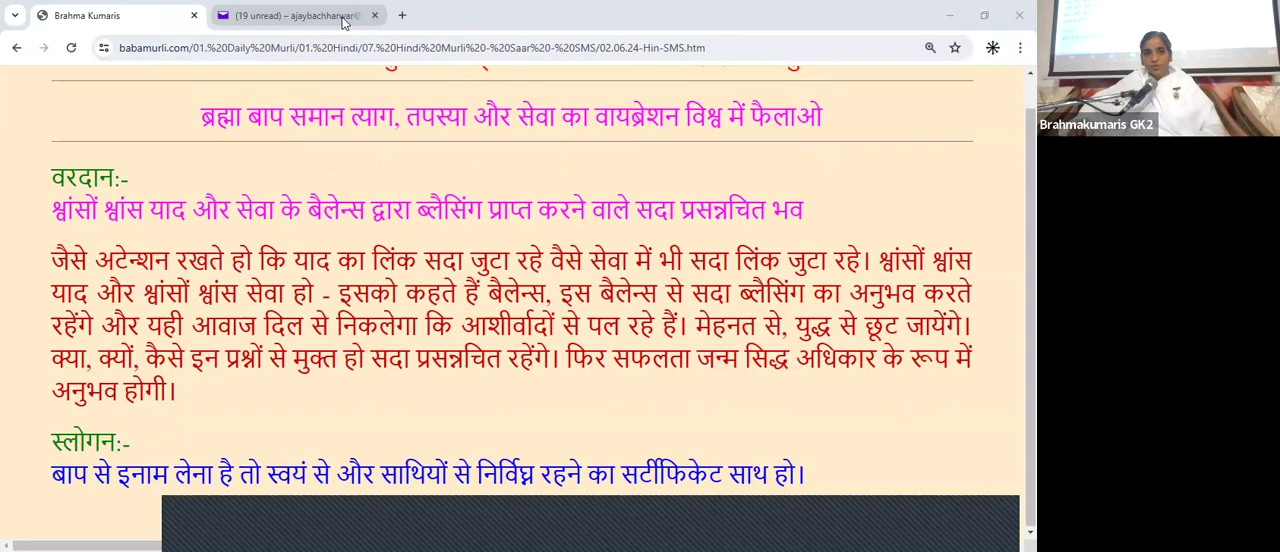 Brahma Kumaris
(19 unread) – ajaybachhanwar@
babamurli.com/01.%20Daily%20Murli/01.%20Hindi/07.%20Hindi%20Murli%20-%20Saar%20-%20SMS/02.06.24-Hin-SMS.htm
ब्रह्मा बाप समान त्याग, तपस्या और सेवा का वायब्रेशन विश्व में फैलाओ
वरदान:-
श्वांसों श्वांस याद और सेवा के बैलेन्स द्वारा ब्लैसिंग प्राप्त करने वाले सदा प्रसन्नचित भव
जैसे अटेन्शन रखते हो कि याद का लिंक सदा जुटा रहे वैसे सेवा में भी सदा लिंक जुटा रहे। श्वांसों श्वांस
याद और श्वांसों श्वांस सेवा हो - इसको कहते हैं बैलेन्स, इस बैलेन्स से सदा ब्लैसिंग का अनुभव करते
रहेंगे और यही आवाज दिल से निकलेगा कि आशीर्वादों से पल रहे हैं। मेहनत से, युद्ध से छूट जायेंगे।
क्या, क्यों, कैसे इन प्रश्नों से मुक्त हो सदा प्रसन्नचित रहेंगे। फिर सफलता जन्म सिद्ध अधिकार के रूप में
अनुभव होगी।
स्लोगन:-
बाप से इनाम लेना है तो स्वयं से और साथियों से निर्विघ्न रहने का सर्टीफिकेट साथ हो।
Brahmakumaris GK2